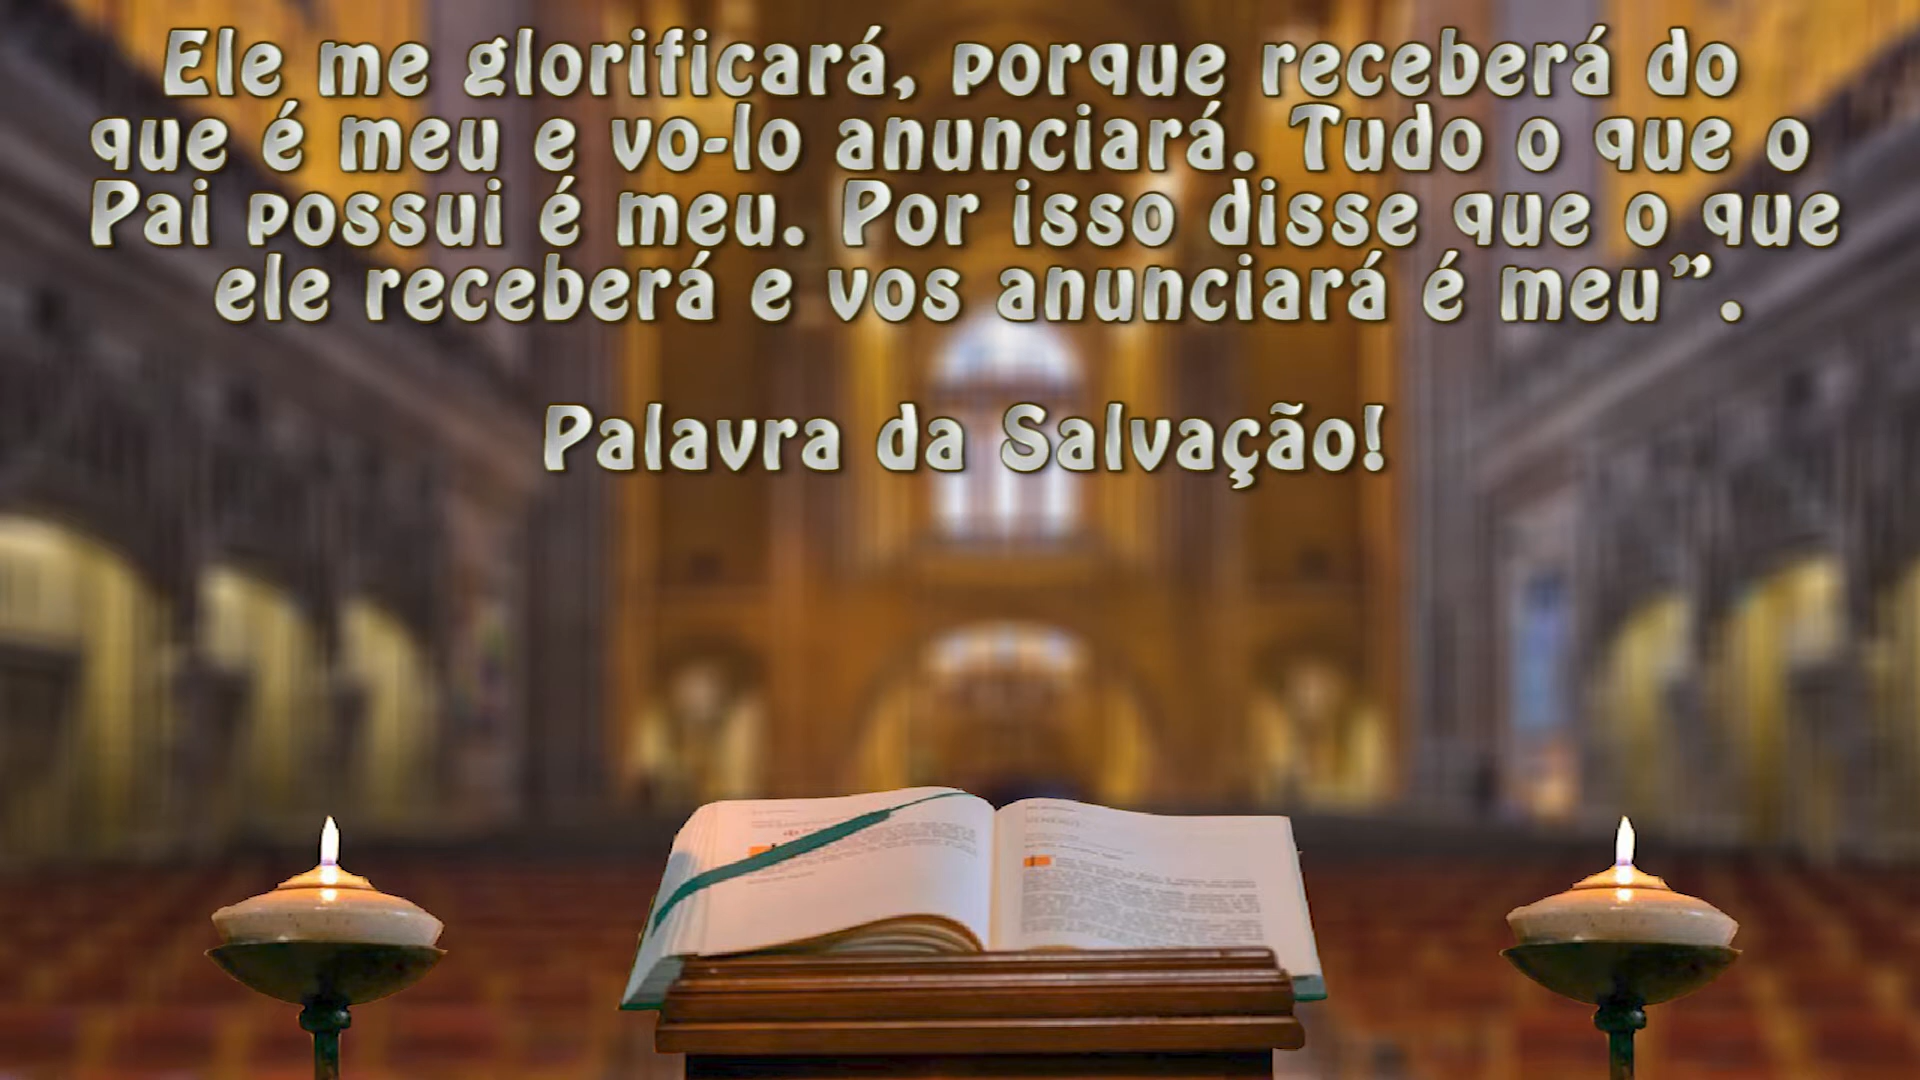 Ele me glorificará, porque receberá do
que é meu e vo-lo anunciará. Tudo o que o
Pai possui é meu. Por isso disse que o que
ele receberá e vos anunciará é meu”.
Palavra da Salvação!